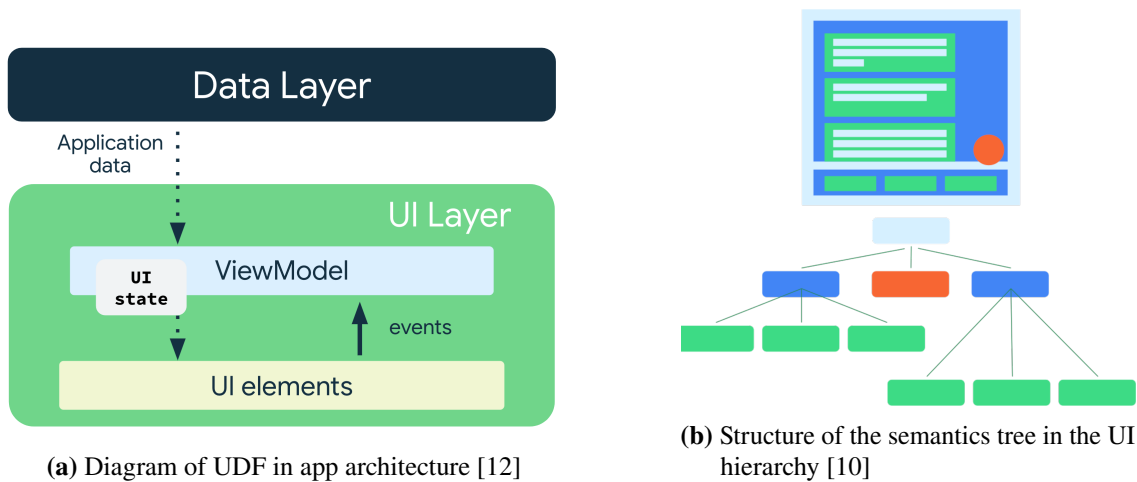 Data Layer
Application
data
UI Layer
ViewModel
UI
state
events
UI elements
(a) Diagram of UDF in app architecture [12]
(b) Structure of the semantics tree in the UI
hierarchy [10]